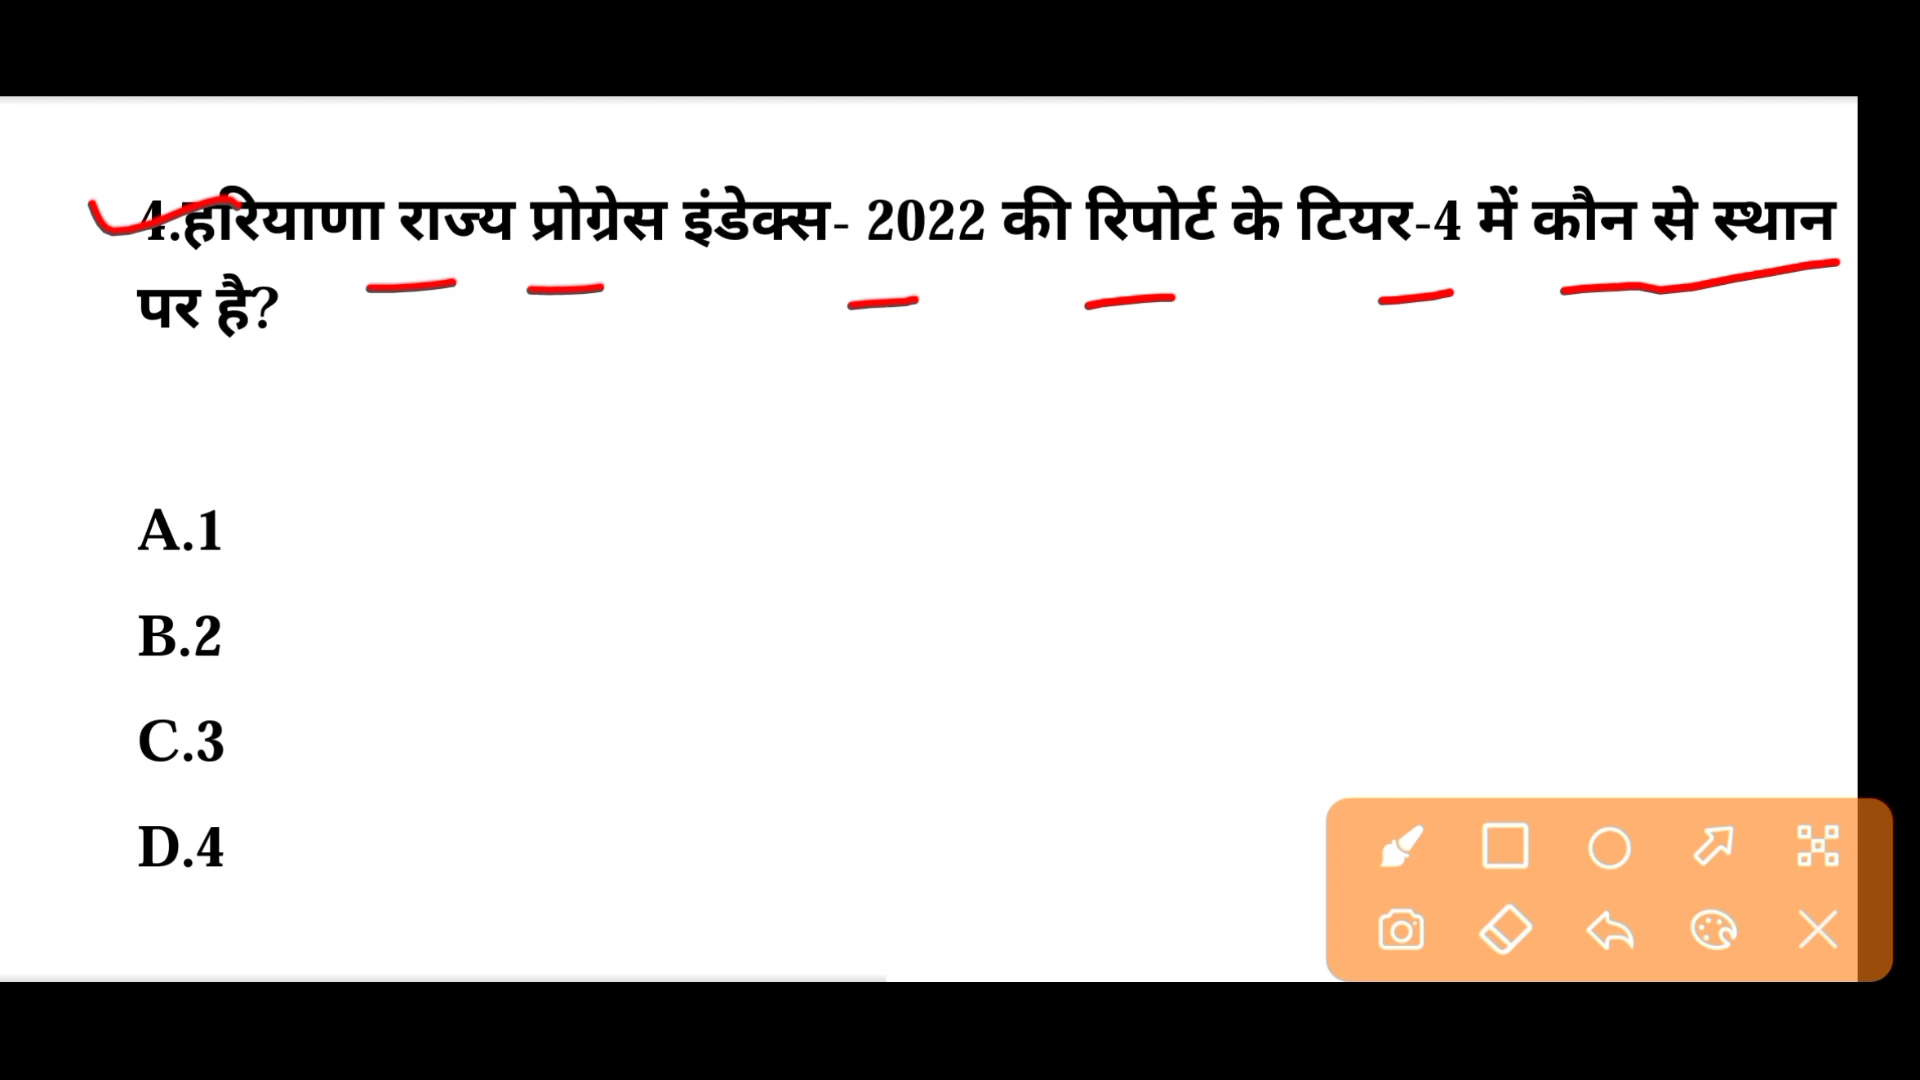 4.हरियाणा राज्य प्रोग्रेस इंडेक्स- 2022 की रिपोर्ट के टियर-4 में कौन से स्थान
पर है?
A.1
B.2
C.3
D.4